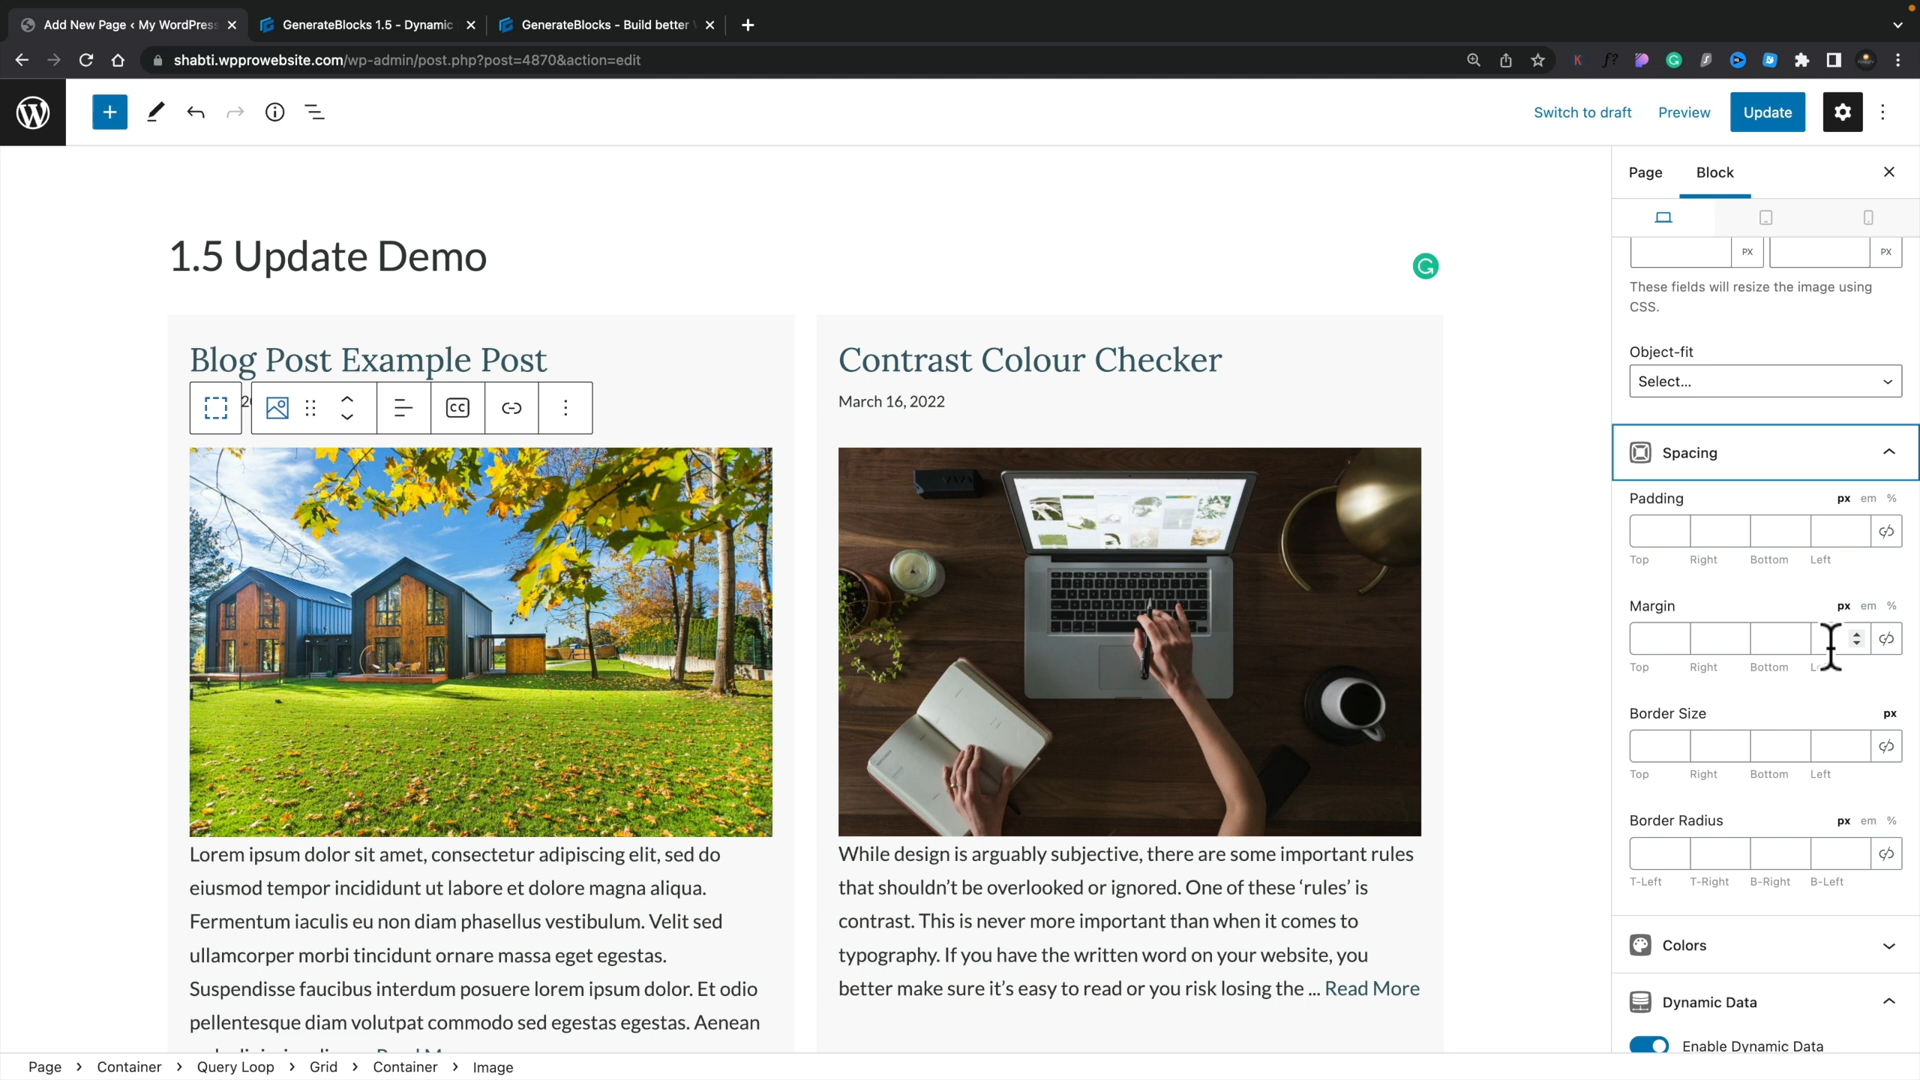 Add New Page ‹ My WordPress
GenerateBlocks 1.5 - Dynamic
GenerateBlocks - Build better
shabti.wpprowebsite.com/wp-admin/post.php?post=4870&action=edit
Switch to draft
Preview
Update
Page
Block
PX
PX
These fields will resize the image using
CSS.
Object-fit
Select...
Spacing
Padding
px em %
Top Right Bottom Left
Margin
px em %
Top Right Bottom
Border Size
px
Top Right Bottom Left
Border Radius
px em %
T-Left T-Right B-Right B-Left
Colors
Dynamic Data
Enable Dynamic Data
1.5 Update Demo
Blog Post Example Post
Lorem ipsum dolor sit amet, consectetur adipiscing elit, sed do
eiusmod tempor incididunt ut labore et dolore magna aliqua.
Fermentum iaculis eu non diam phasellus vestibulum. Velit sed
ullamcorper morbi tincidunt ornare massa eget egestas.
Suspendisse faucibus interdum posuere lorem ipsum dolor. Et odio
pellentesque diam volutpat commodo sed egestas egestas. Aenean
Contrast Colour Checker
March 16, 2022
While design is arguably subjective, there are some important rules
that shouldn’t be overlooked or ignored. One of these ‘rules’ is
contrast. This is never more important than when it comes to
typography. If you have the written word on your website, you
better make sure it’s easy to read or you risk losing the ... Read More
Page > Container > Query Loop > Grid > Container > Image